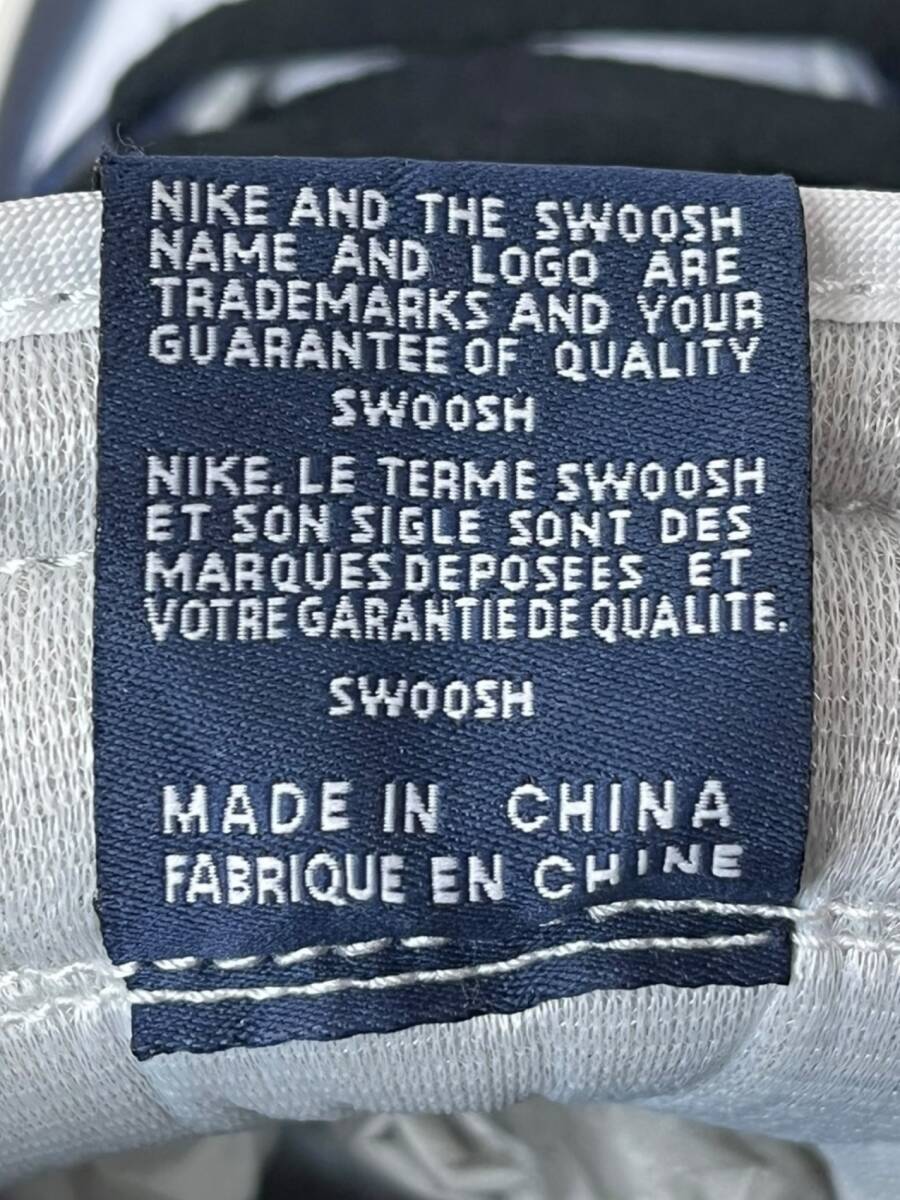 NIKE AND THE SWOOSH
NAME AND LOGO ARE
TRADEMARKS AND YOUR
GUARANTEE OF QUALITY
SWOOSH
NIKE. LE TERME SWOOSH
ET SON SIGLE SONT DES
MARQUES DEPOSEES ET
VOTRE GARANTIE DE QUALITE.
SWOOSH
MADE IN CHINA
FABRIQUE EN CHINE